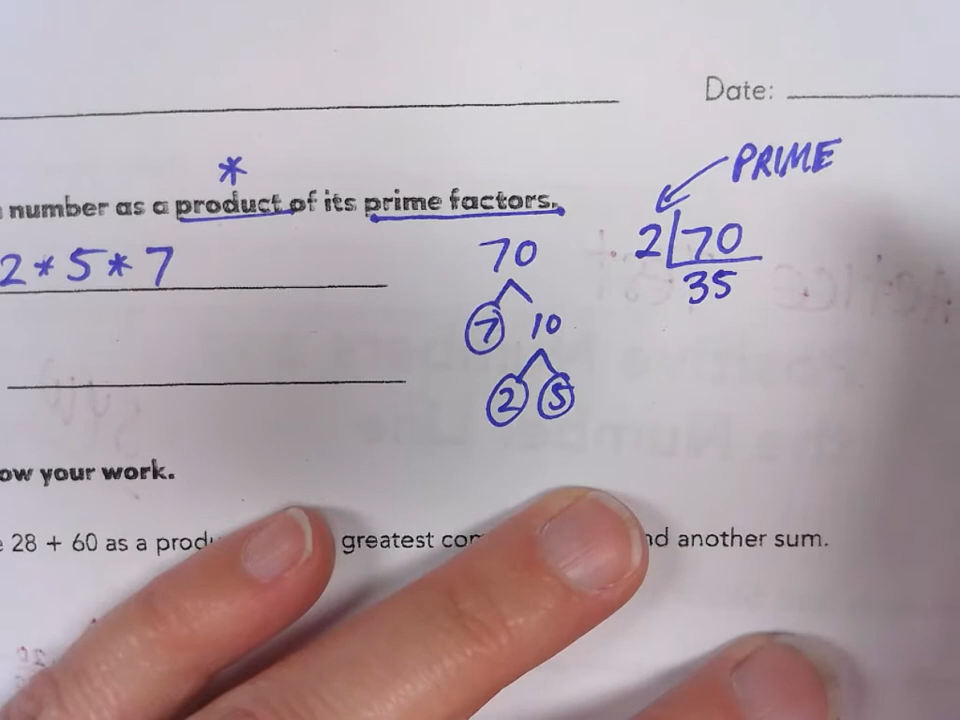 Date:
PRIME
*
number as a product of its prime factors.
2 * 5 * 7
70
7 10
2 5
2 70
35
ow your work.
28 + 60 as a produ greatest co nd another sum.